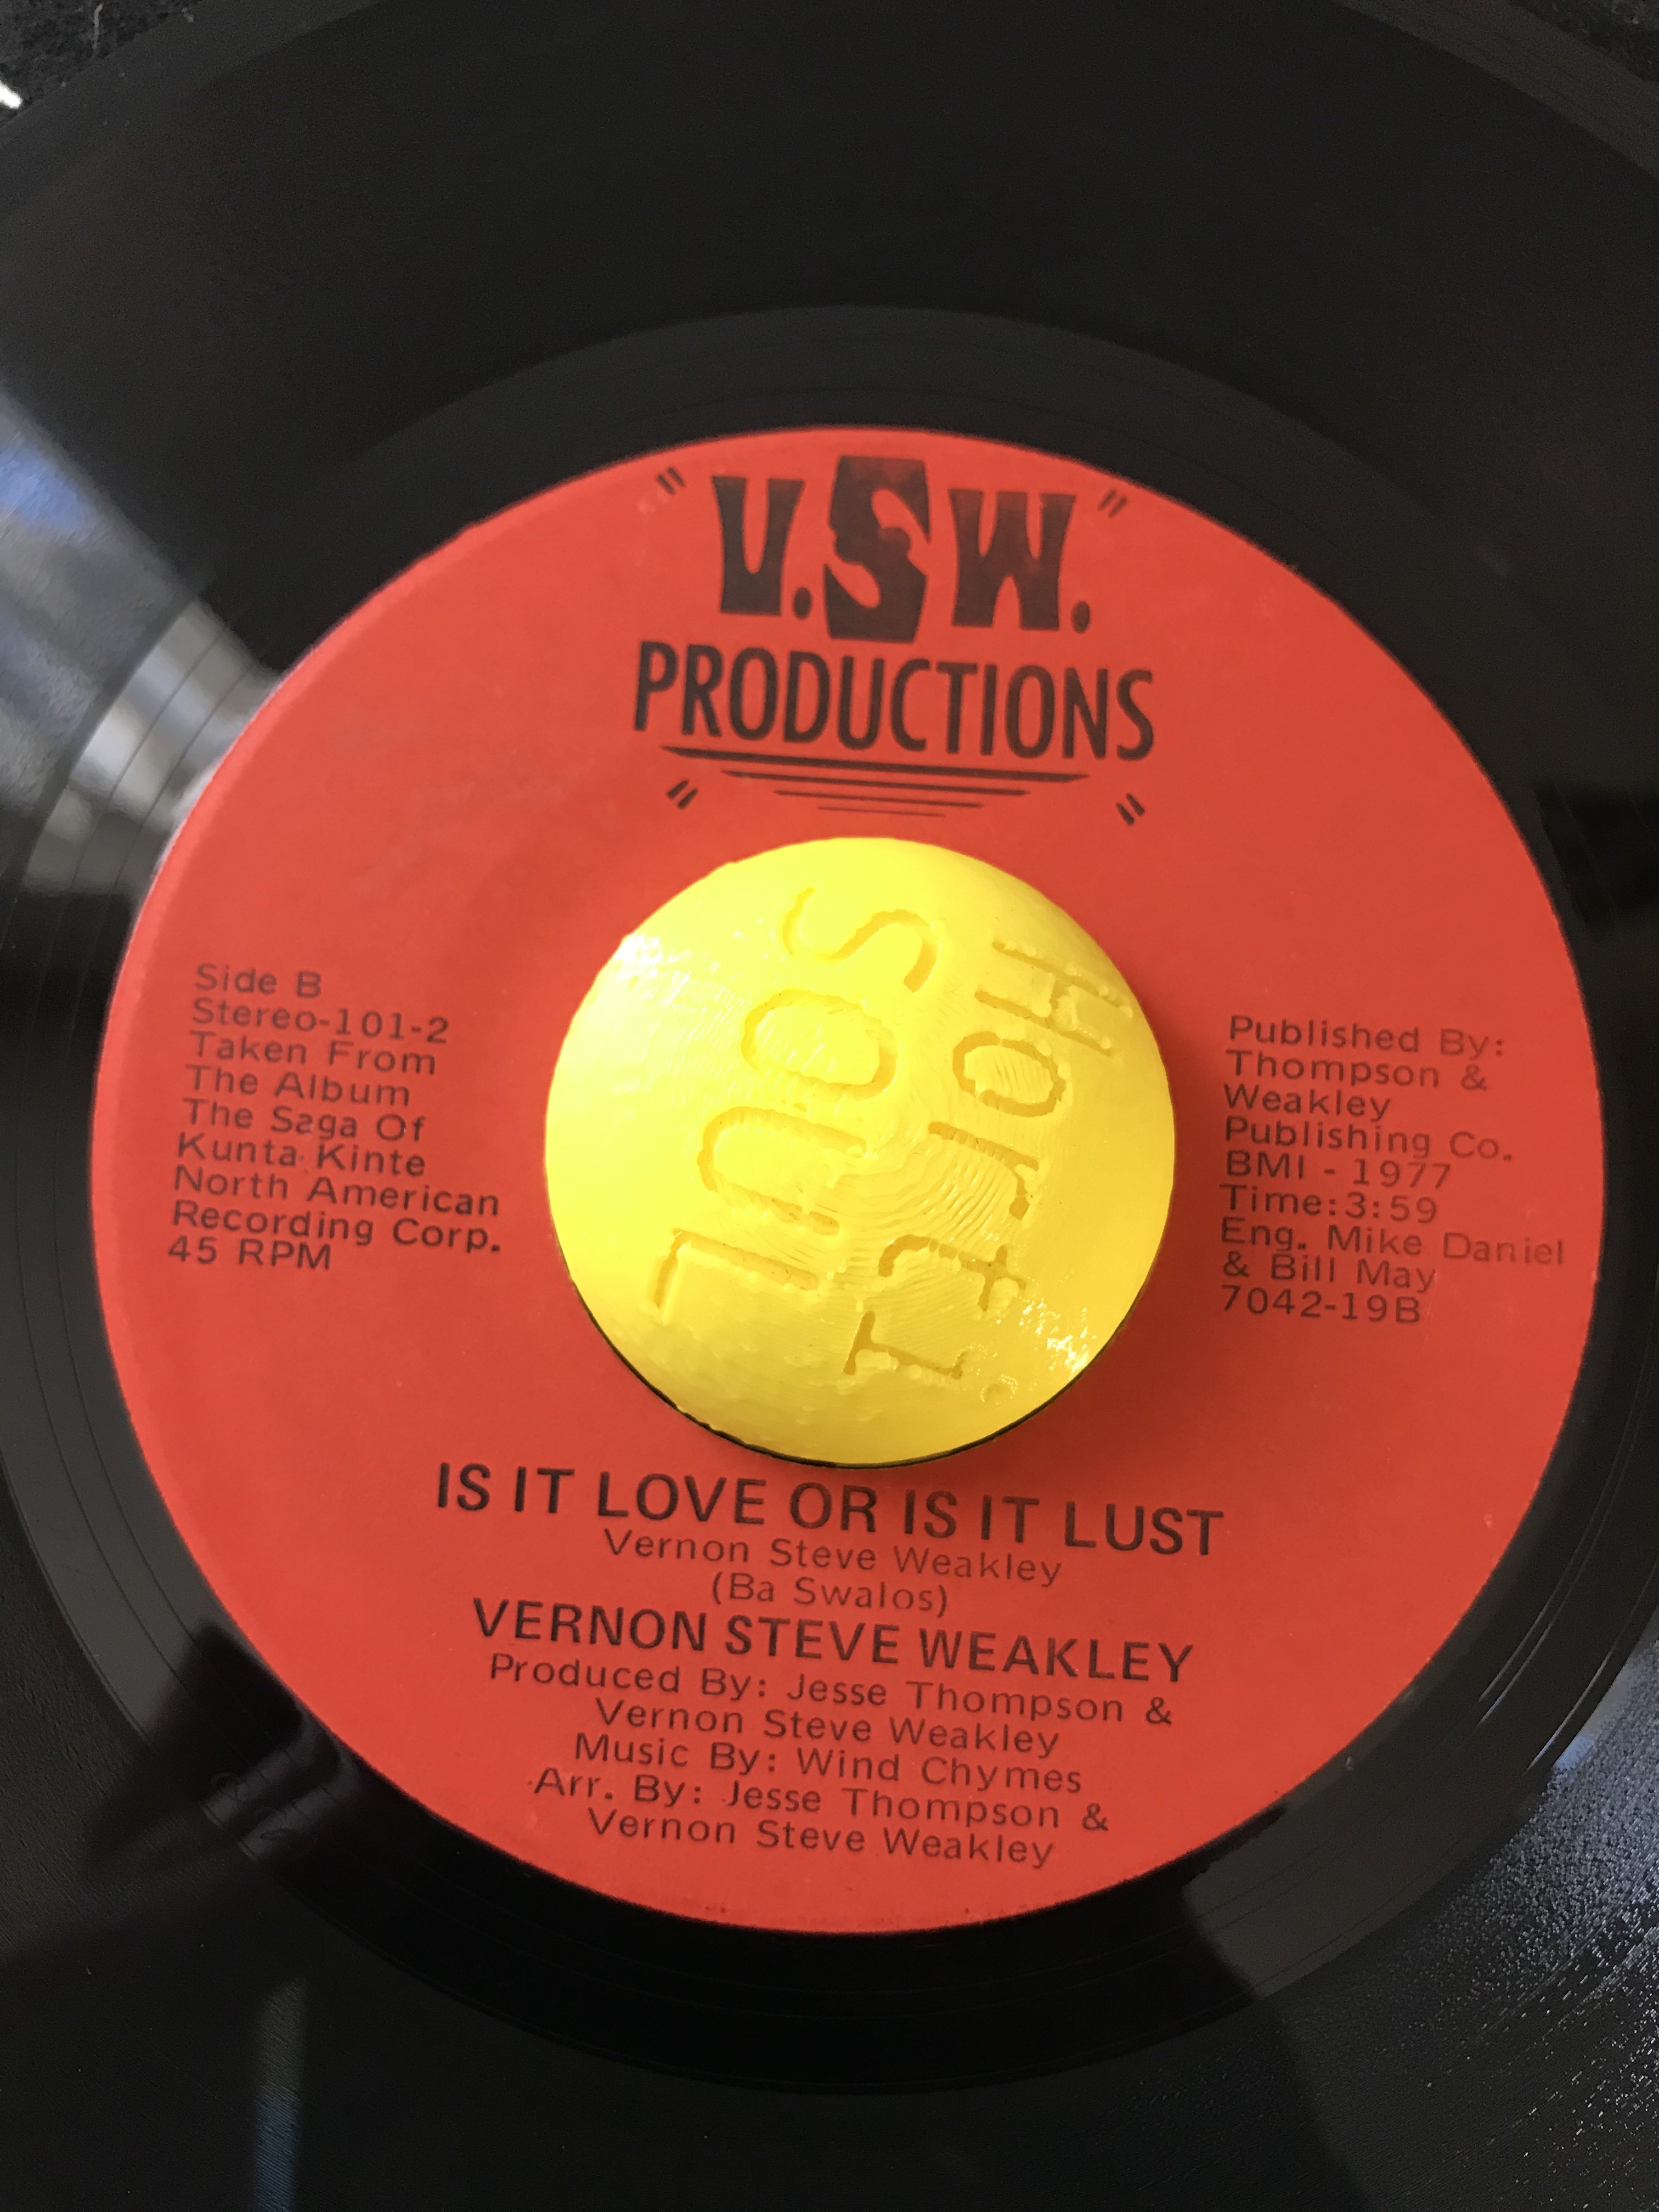 "V.SW."
PRODUCTIONS
" "
Side B
Stereo-101-2
Taken From
The Album
The Saga Of
Kunta Kinte
North American
Recording Corp.
45 RPM
Published By:
Thompson &
Weakley
Publishing Co.
BMI - 1977
Time:3:59
Eng. Mike Daniel
& Bill May
7042-19B
IS IT LOVE OR IS IT LUST
Vernon Steve Weakley
(Ba Swalos)
VERNON STEVE WEAKLEY
Produced By: Jesse Thompson &
Vernon Steve Weakley
Music By: Wind Chymes
Arr. By: Jesse Thompson &
Vernon Steve Weakley